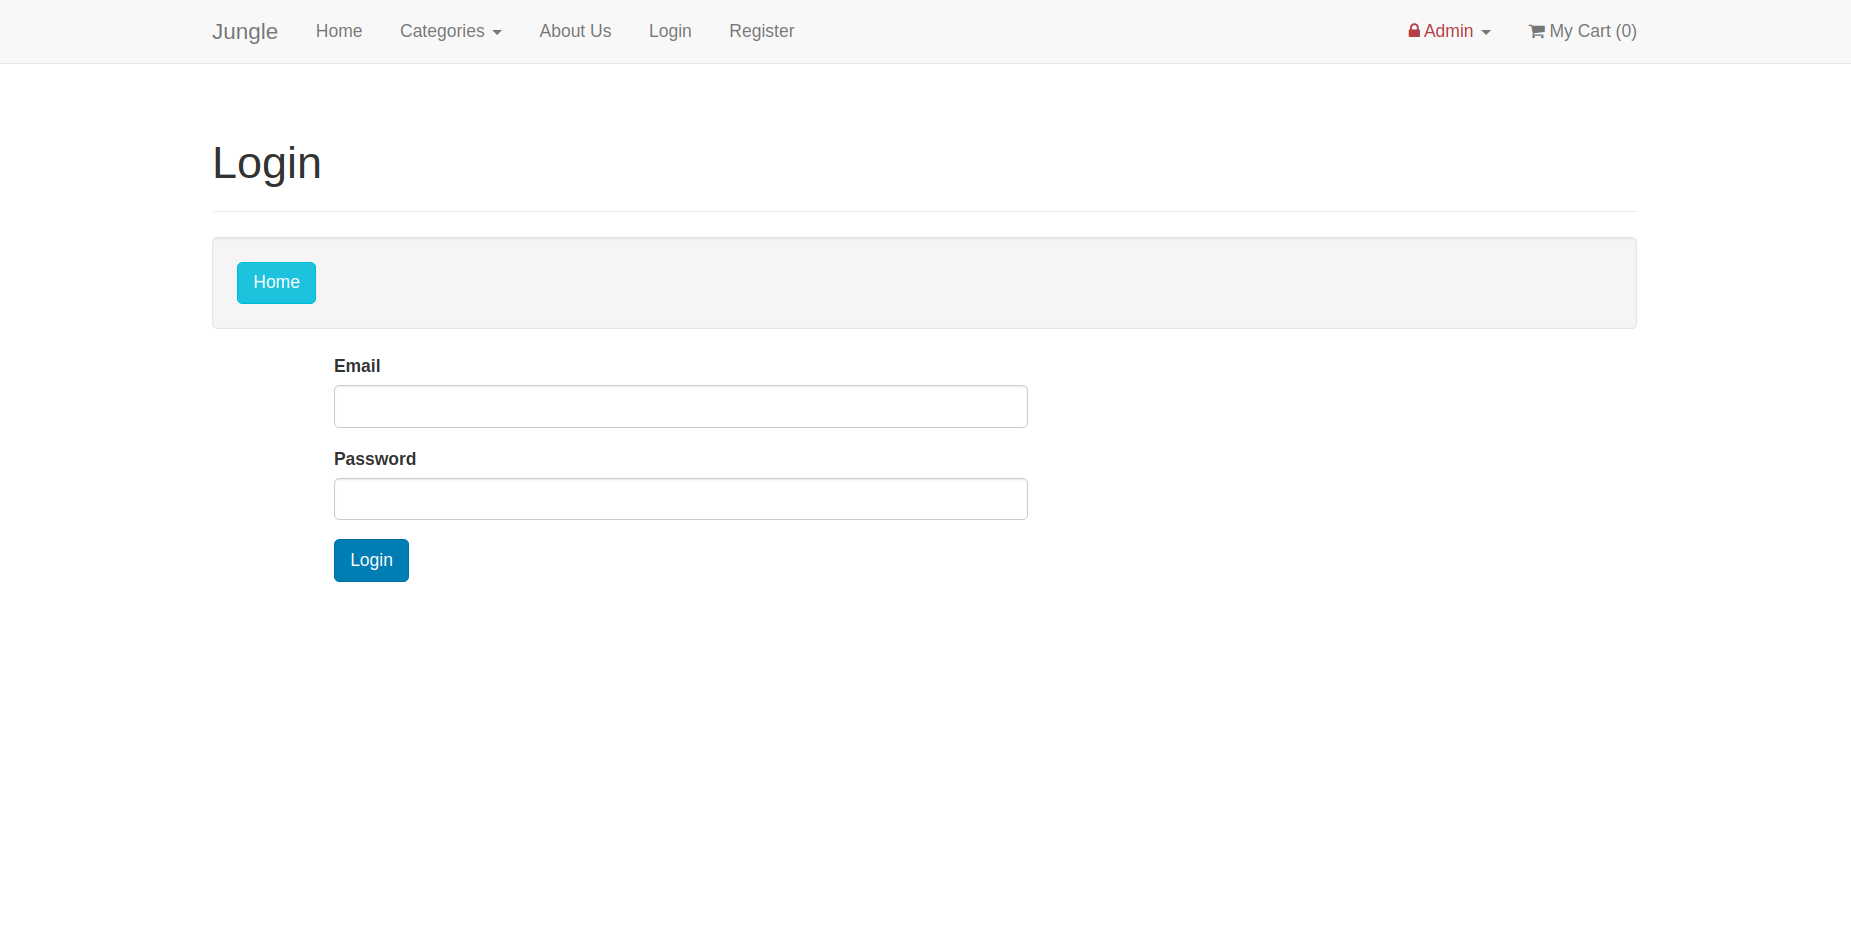 Jungle Home Categories About Us Login Register Admin My Cart (0)
Login
Home
Email
Password
Login